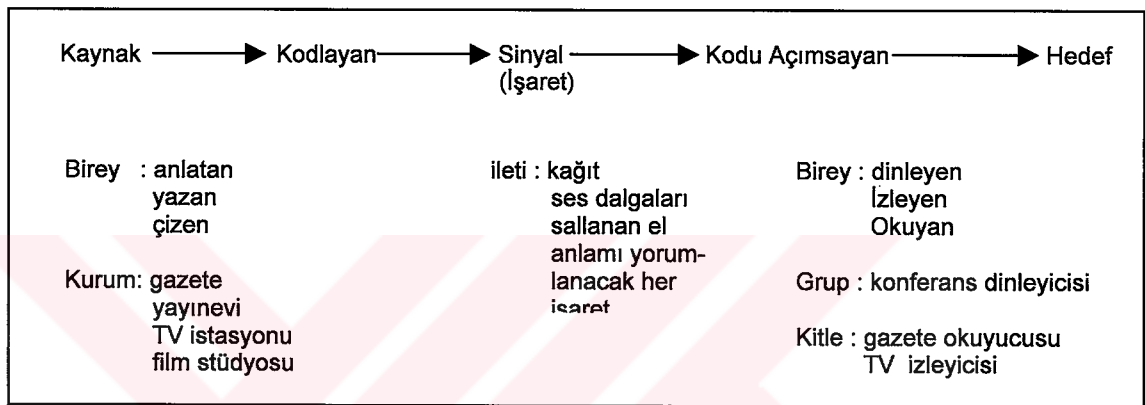 Kaynak Kodlayan Sinyal Kodu Açımsayan Hedef
(İşaret)
Birey : anlatan
yazan
çizen
Kurum: gazete
yayınevi
TV istasyonu
film stüdyosu
ileti : kağıt
ses dalgaları
sallanan el
anlamı yorum-
lanacak her
işaret
Birey : dinleyen
İzleyen
Okuyan
Grup : konferans dinleyicisi
Kitle : gazete okuyucusu
TV izleyicisi